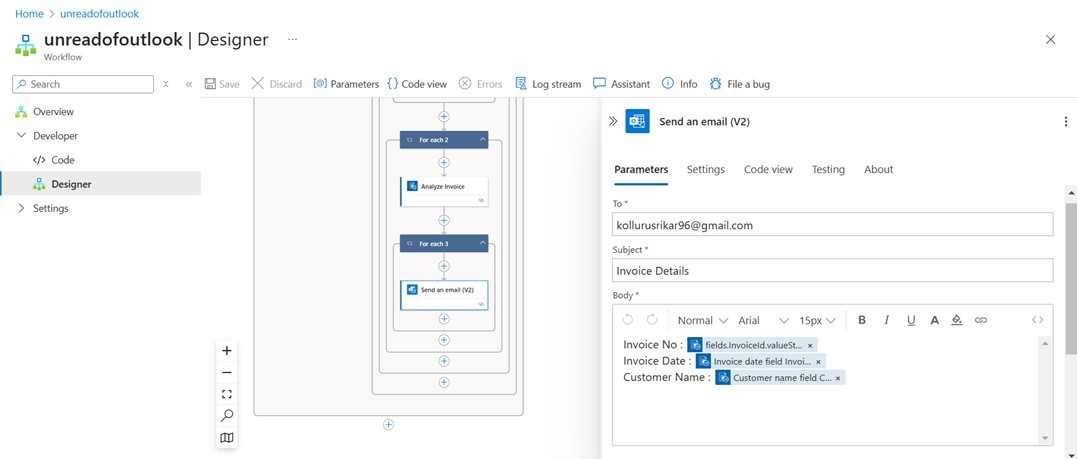 Home > unreadofoutlook
unreadofoutlook | Designer ...
Workflow
Search
Save Discard Parameters Code view Errors Log stream Assistant Info File a bug
Overview
Developer
Code
Designer
Settings
For each 2
Analyze Invoice
For each 3
Send an email (V2)
Send an email (V2)
Parameters Settings Code view Testing About
To *
kollurusrikar96@gmail.com
Subject *
Invoice Details
Body *
Normal Arial 15px B I U A
Invoice No : fields.InvoiceId.valueSt... ×
Invoice Date : Invoice date field Invoi... ×
Customer Name : Customer name field C... ×